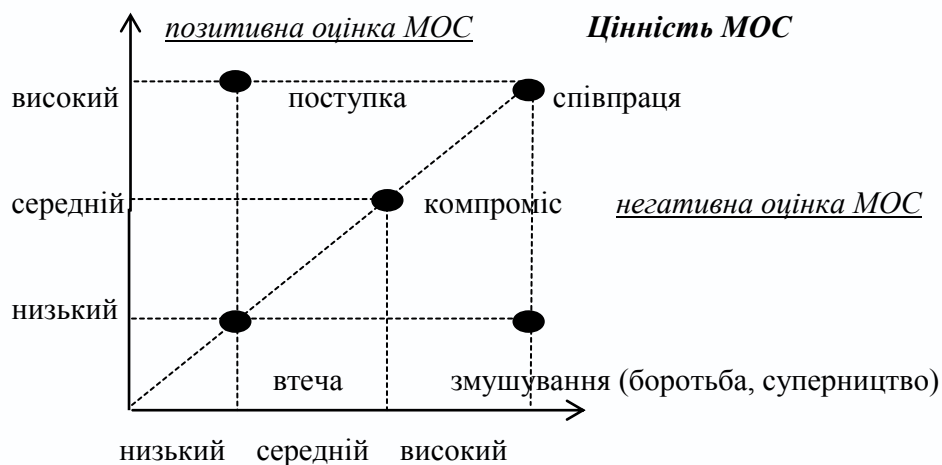 позитивна оцінка МОС Цінність МОС
високий поступка співпраця
середній компроміс негативна оцінка МОС
низький
втеча змушування (боротьба, суперництво)
низький середній високий